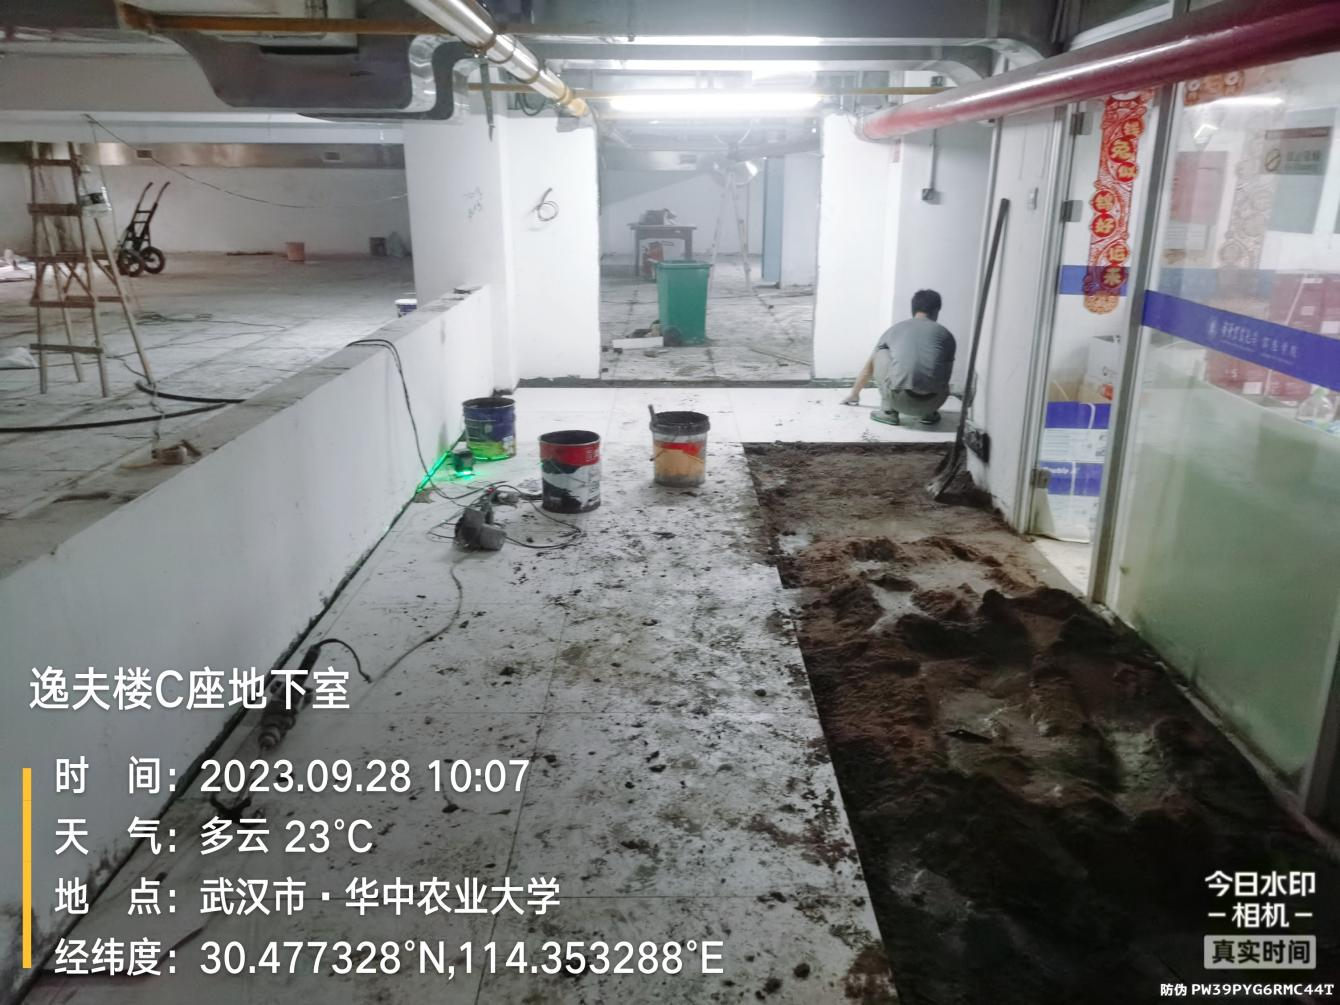 逸夫楼C座地下室
时 间：2023.09.28 10:07
天 气：多云 23℃
地 点：武汉市·华中农业大学
经纬度：30.477328°N,114.353288°E
今日水印
-相机-
真实时间
防伪 PW39PYG6RMC44T